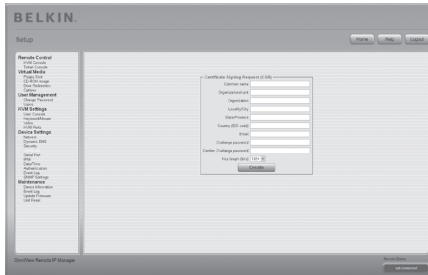 BELKIN.
Setup
Home Help Logout
Remote Control
KVM Console
Telnet Console
Virtual Media
Floppy Disk
CD-ROM Image
Drive Redirection
Options
User Management
Change Password
Users
KVM Settings
User Console
Keyboard/Mouse
Video
KVM Ports
Device Settings
Network
Dynamic DNS
Security
Serial Port
Date/Time
Authentication
Event Log
SNMP Settings
Maintenance
Device Information
Event Log
Update Firmware
Unit Reset
Certificate Signing Request (CSR)
Common name
Organizational unit
Organization
Locality/City
State/Province
Country (ISO code)
Email
Challenge password
Confirm Challenge password
Key length (bits)
Create
OmniView Remote IP Manager
Remote Status